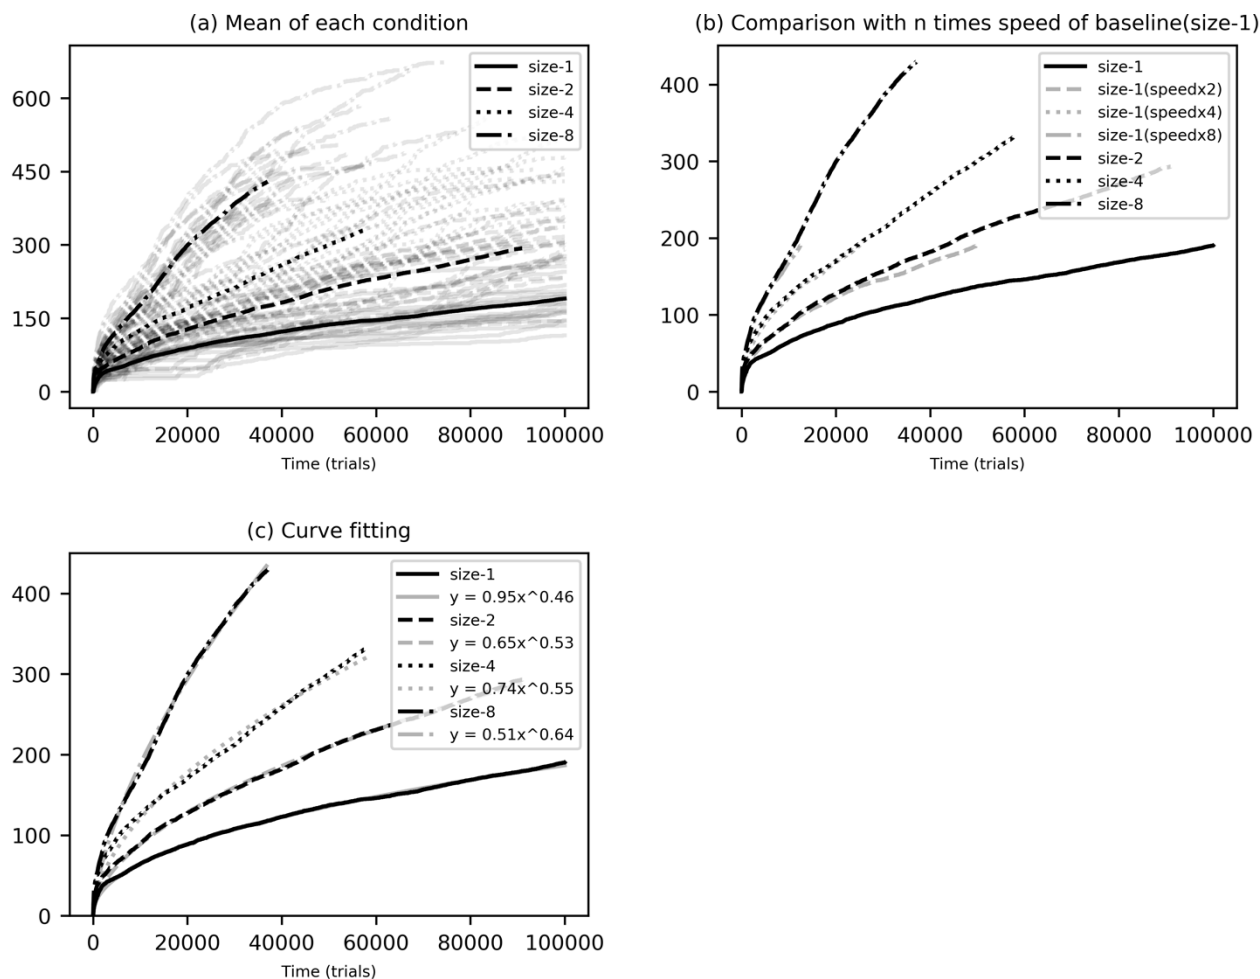 (a) Mean of each condition
600
450
300
150
0
size-1
size-2
size-4
size-8
0 20000 40000 60000 80000 100000
Time (trials)
(b) Comparison with n times speed of baseline(size-1)
400
300
200
100
0
size-1
size-1(speedx2)
size-1(speedx4)
size-1(speedx8)
size-2
size-4
size-8
0 20000 40000 60000 80000 100000
Time (trials)
(c) Curve fitting
400
300
200
100
0
size-1
y = 0.95x^0.46
size-2
y = 0.65x^0.53
size-4
y = 0.74x^0.55
size-8
y = 0.51x^0.64
0 20000 40000 60000 80000 100000
Time (trials)